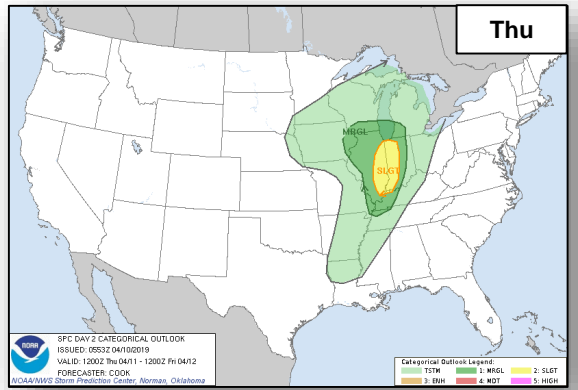 Thu
MRGL
SLGT
NOAA
SPC DAY 2 CATEGORICAL OUTLOOK
ISSUED: 0553Z 04/10/2019
VALID: 1200Z Thu 04/11 - 1200Z Fri 04/12
FORECASTER: COOK
NOAA/NWS Storm Prediction Center, Norman, Oklahoma
Categorical Outlook Legend:
TSTM 1: MRGL 2: SLGT
3: ENH 4: MDT 5: HIGH